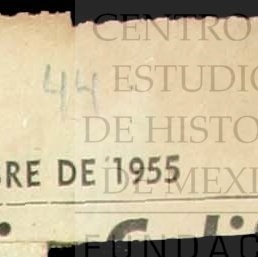 CENTRO
ESTUDIO
44
DE HISTO
BRE DE 1955
DE MEXI
FUNDAC